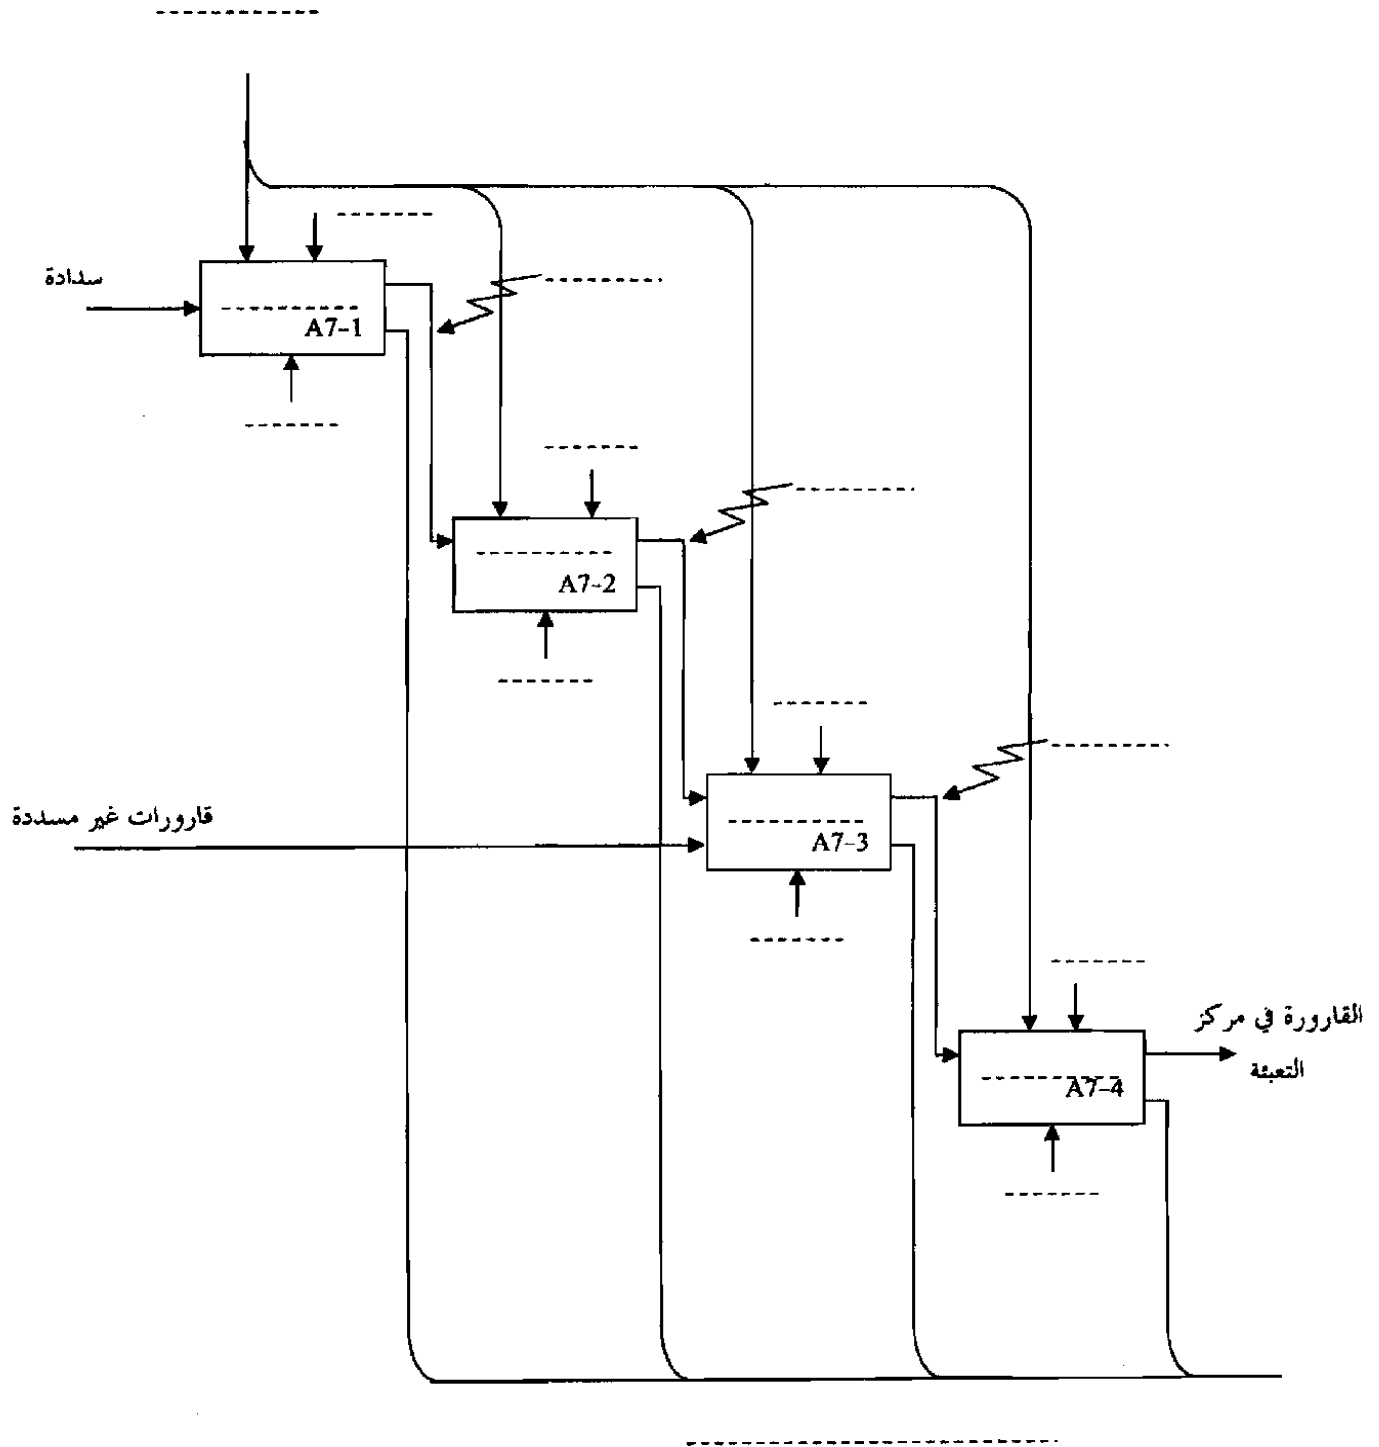 سدادة
A7-1
A7-2
قارورات غير مسددة
A7-3
القارورة في مركز
التعبئة
A7-4